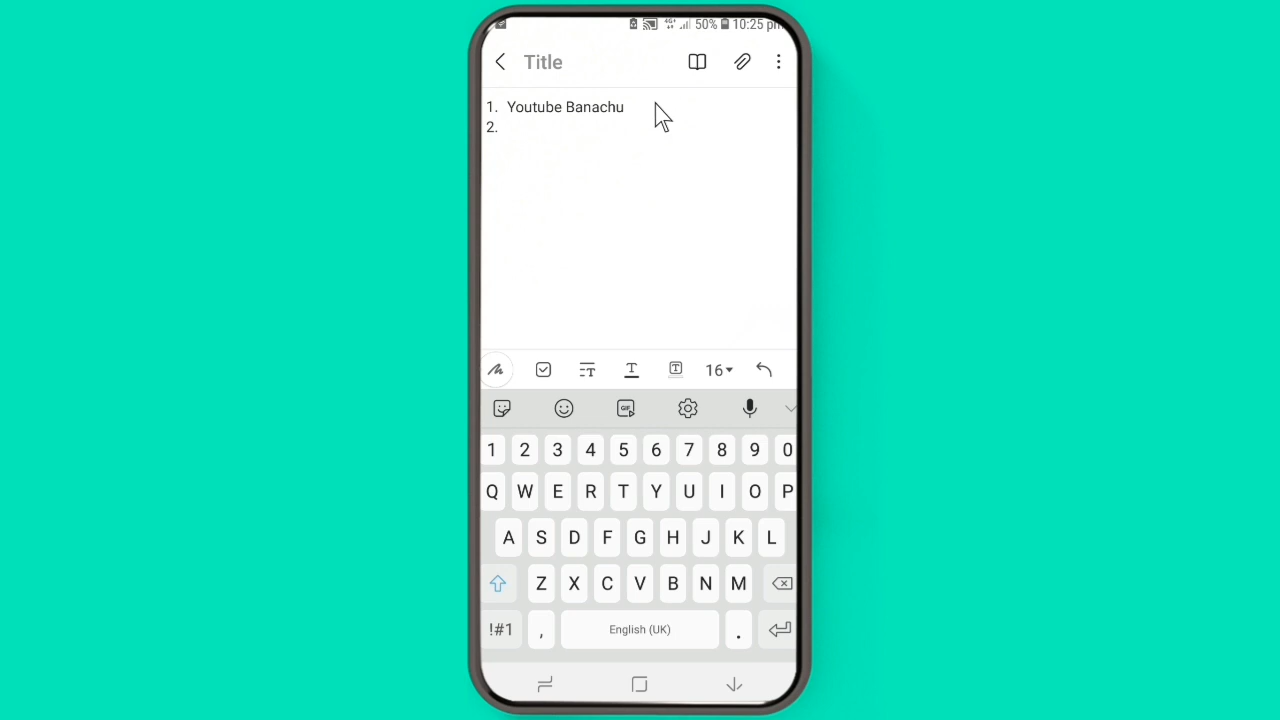 50% 10:25 pm
Title
1. Youtube Banachu
2.
16
GIF
1 2 3 4 5 6 7 8 9 0
Q W E R T Y U I O P
A S D F G H J K L
Z X C V B N M
!#1 , English (UK) .